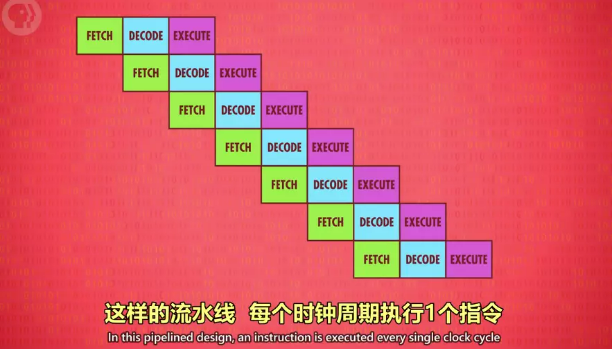 FETCH DECODE EXECUTE
FETCH DECODE EXECUTE
FETCH DECODE EXECUTE
FETCH DECODE EXECUTE
FETCH DECODE EXECUTE
FETCH DECODE EXECUTE
FETCH DECODE EXECUTE
这样的流水线 每个时钟周期执行1个指令
In this pipelined design, an instruction is executed every single clock cycle